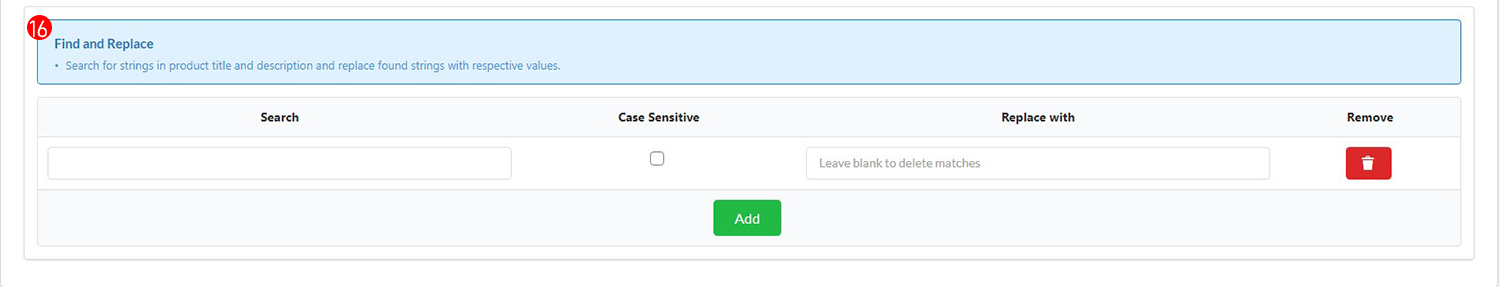 16
Find and Replace
• Search for strings in product title and description and replace found strings with respective values.
Search Case Sensitive Replace with Remove
Leave blank to delete matches
Add